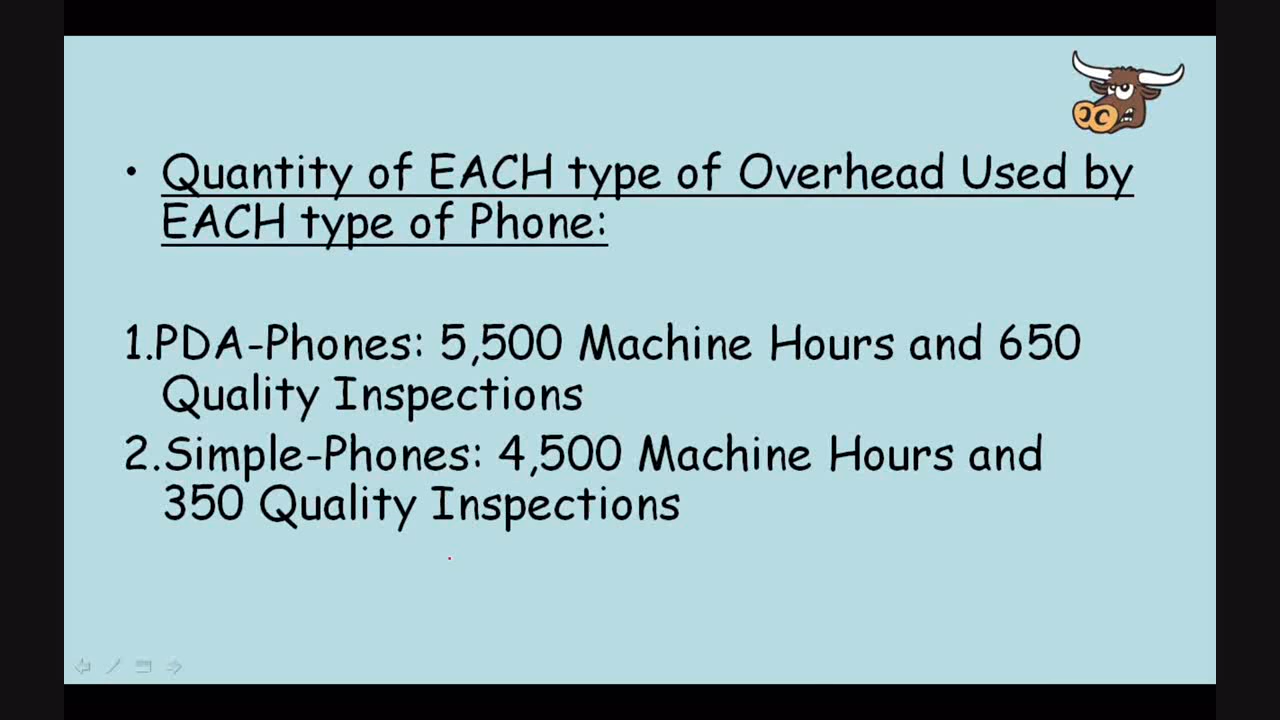 • Quantity of EACH type of Overhead Used by
EACH type of Phone:
1.PDA-Phones: 5,500 Machine Hours and 650
Quality Inspections
2.Simple-Phones: 4,500 Machine Hours and
350 Quality Inspections